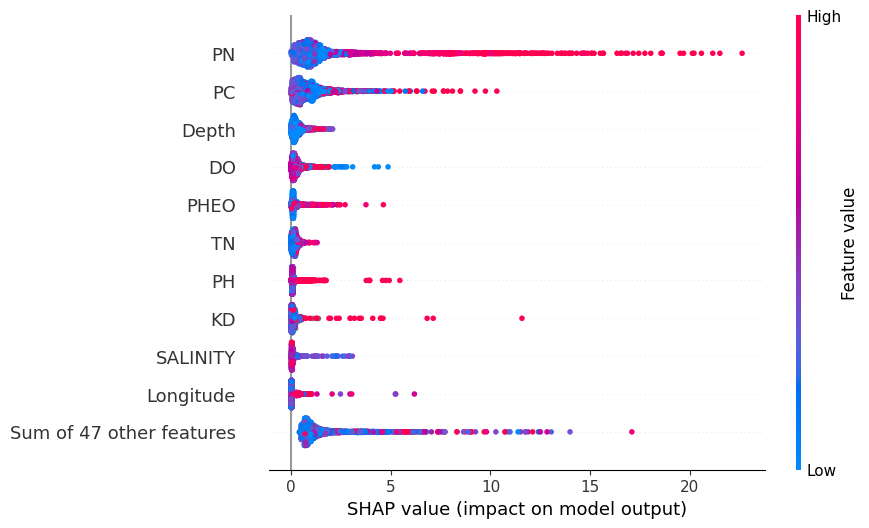 High
PN
PC
Depth
DO
PHEO
TN
PH
KD
SALINITY
Longitude
Sum of 47 other features
Feature value
Low
0 5 10 15 20
SHAP value (impact on model output)